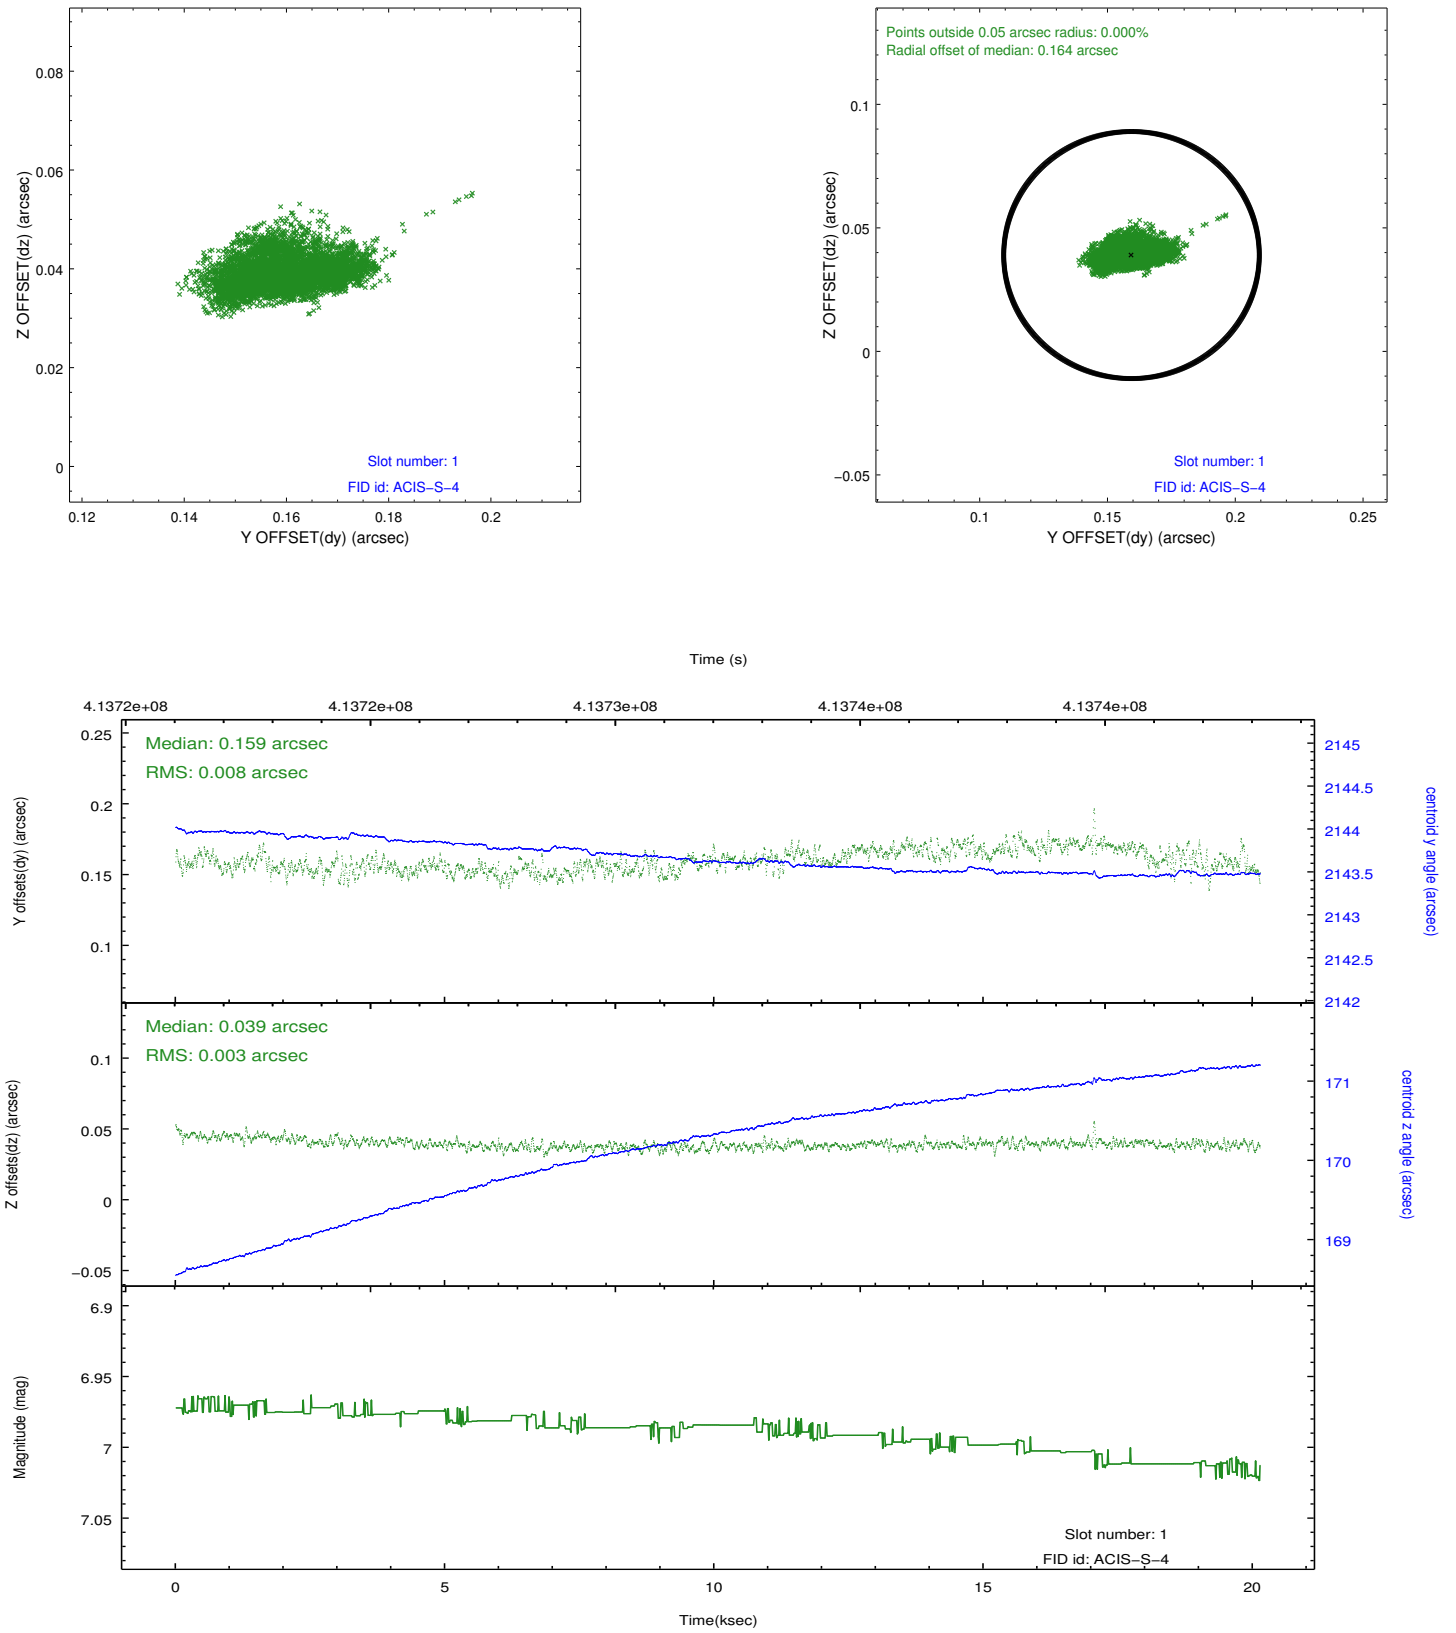 0.08
0.06
0.04
0.02
0
Z OFFSET(dz) (arcsec)
Slot number: 1
FID id: ACIS−S−4
0.12 0.14 0.16 0.18 0.2
Y OFFSET(dy) (arcsec)
Points outside 0.05 arcsec radius: 0.000%
Radial offset of median: 0.164 arcsec
0.1
0.05
0
−0.05
Z OFFSET(dz) (arcsec)
Slot number: 1
FID id: ACIS−S−4
0.1 0.15 0.2 0.25
Y OFFSET(dy) (arcsec)
Time (s)
4.1372e+08 4.1372e+08 4.1373e+08 4.1374e+08 4.1374e+08
Median: 0.159 arcsec
RMS: 0.008 arcsec
0.25
0.2
0.15
0.1
Y offsets(dy) (arcsec)
2145
2144.5
2144
2143.5
2143
2142.5
2142
centroid y angle (arcsec)
Median: 0.039 arcsec
RMS: 0.003 arcsec
0.1
0.05
0
−0.05
Z offsets(dz) (arcsec)
171
170
169
centroid z angle (arcsec)
6.9
6.95
7
7.05
Magnitude (mag)
Slot number: 1
FID id: ACIS−S−4
0 5 10 15 20
Time(ksec)